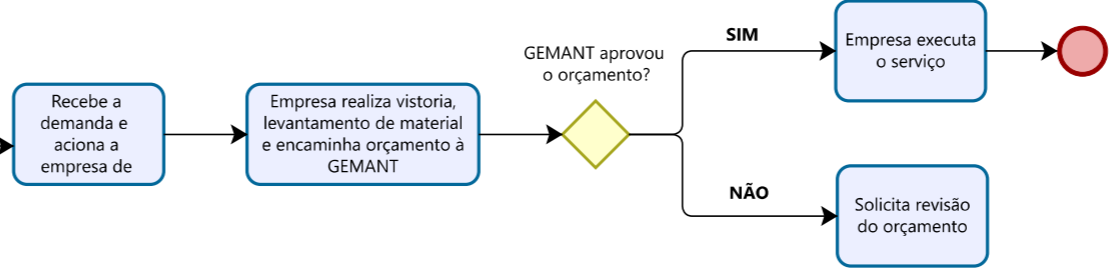 Recebe a
demanda e
aciona a
empresa de
Empresa realiza vistoria,
levantamento de material
e encaminha orçamento à
GEMANT
GEMANT aprovou
o orçamento?
SIM
Empresa executa
o serviço
NÃO
Solicita revisão
do orçamento